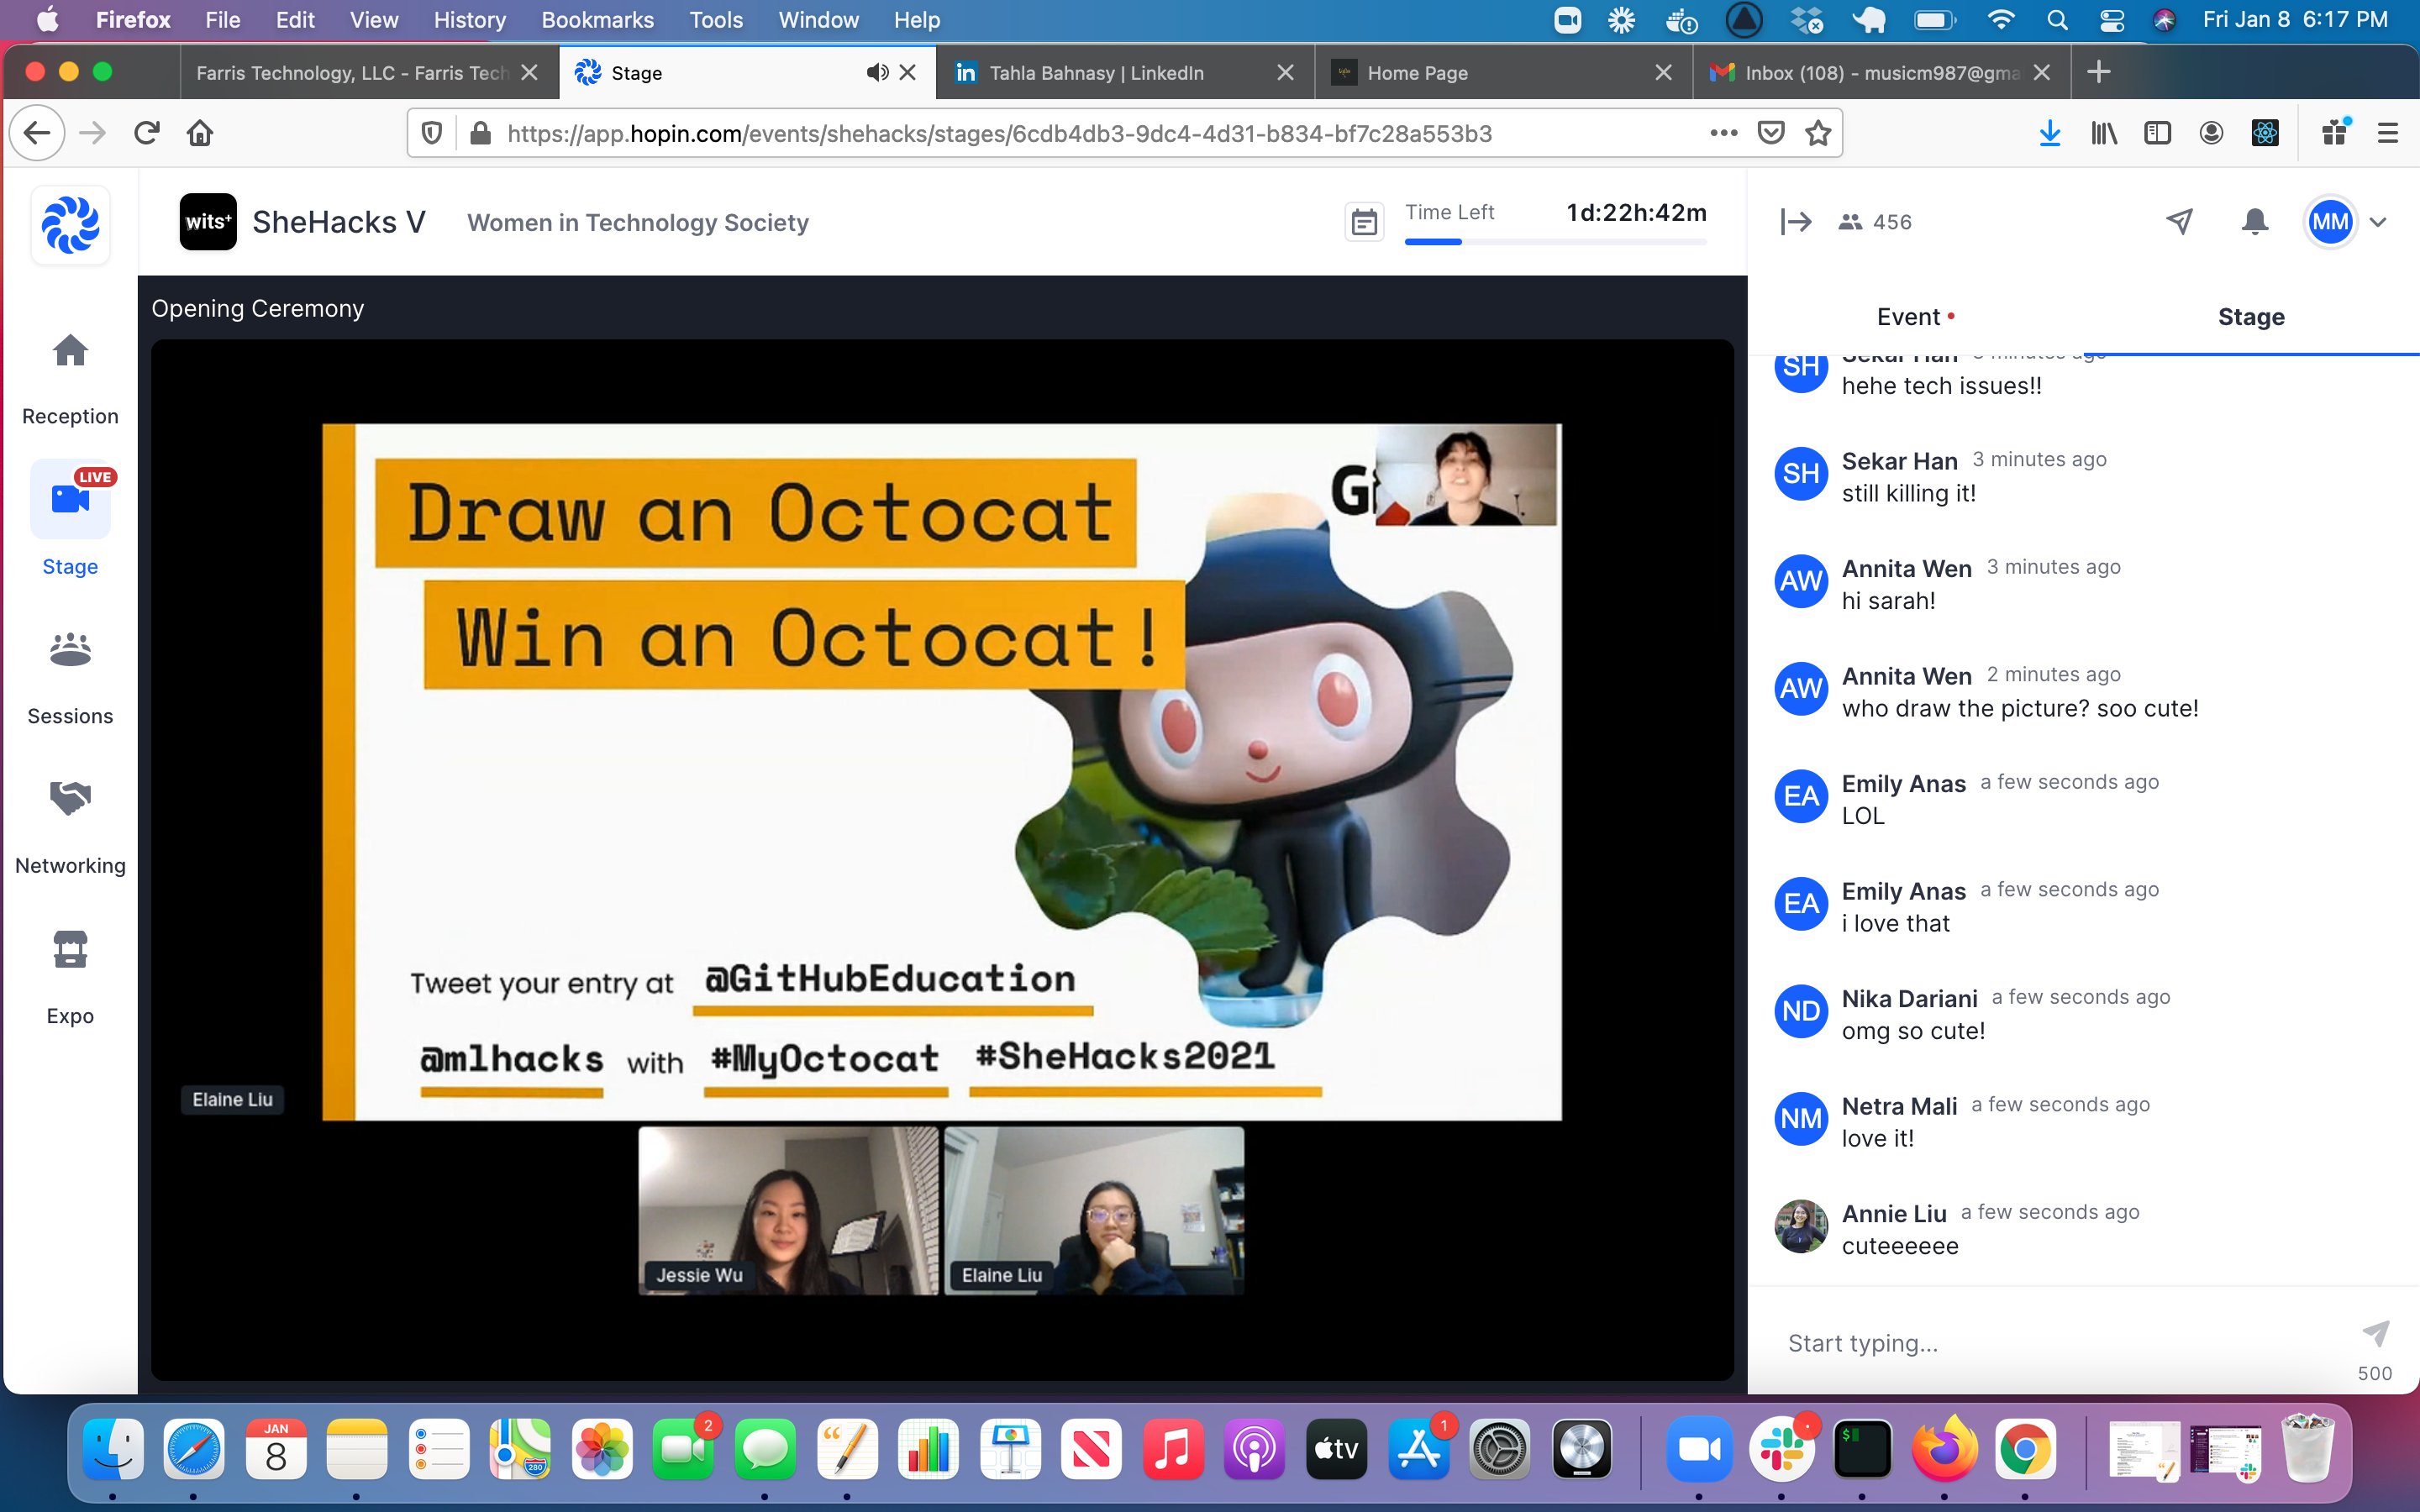 Firefox File Edit View History Bookmarks Tools Window Help
Fri Jan 8 6:17 PM
Farris Technology, LLC - Farris Tech
Stage
in Tahla Bahnasy | LinkedIn
Home Page
Inbox (108) - musicm987@gma
https://app.hopin.com/events/shehacks/stages/6cdb4db3-9dc4-4d31-b834-bf7c28a553b3
wits+ SheHacks V Women in Technology Society
Time Left 1d:22h:42m
456
MM
Reception
LIVE
Stage
Sessions
Networking
Expo
Opening Ceremony
Draw an Octocat
Win an Octocat!
Tweet your entry at @GitHubEducation
@mlhacks with #MyOctocat #SheHacks2021
Elaine Liu
Jessie Wu
Elaine Liu
Event
Stage
SH Sekar Han
hehe tech issues!!
SH Sekar Han 3 minutes ago
still killing it!
AW Annita Wen 3 minutes ago
hi sarah!
AW Annita Wen 2 minutes ago
who draw the picture? soo cute!
EA Emily Anas a few seconds ago
LOL
EA Emily Anas a few seconds ago
i love that
ND Nika Dariani a few seconds ago
omg so cute!
NM Netra Mali a few seconds ago
love it!
Annie Liu a few seconds ago
cuteeeeee
Start typing...
500
JAN
8
280
2
tv
1
$